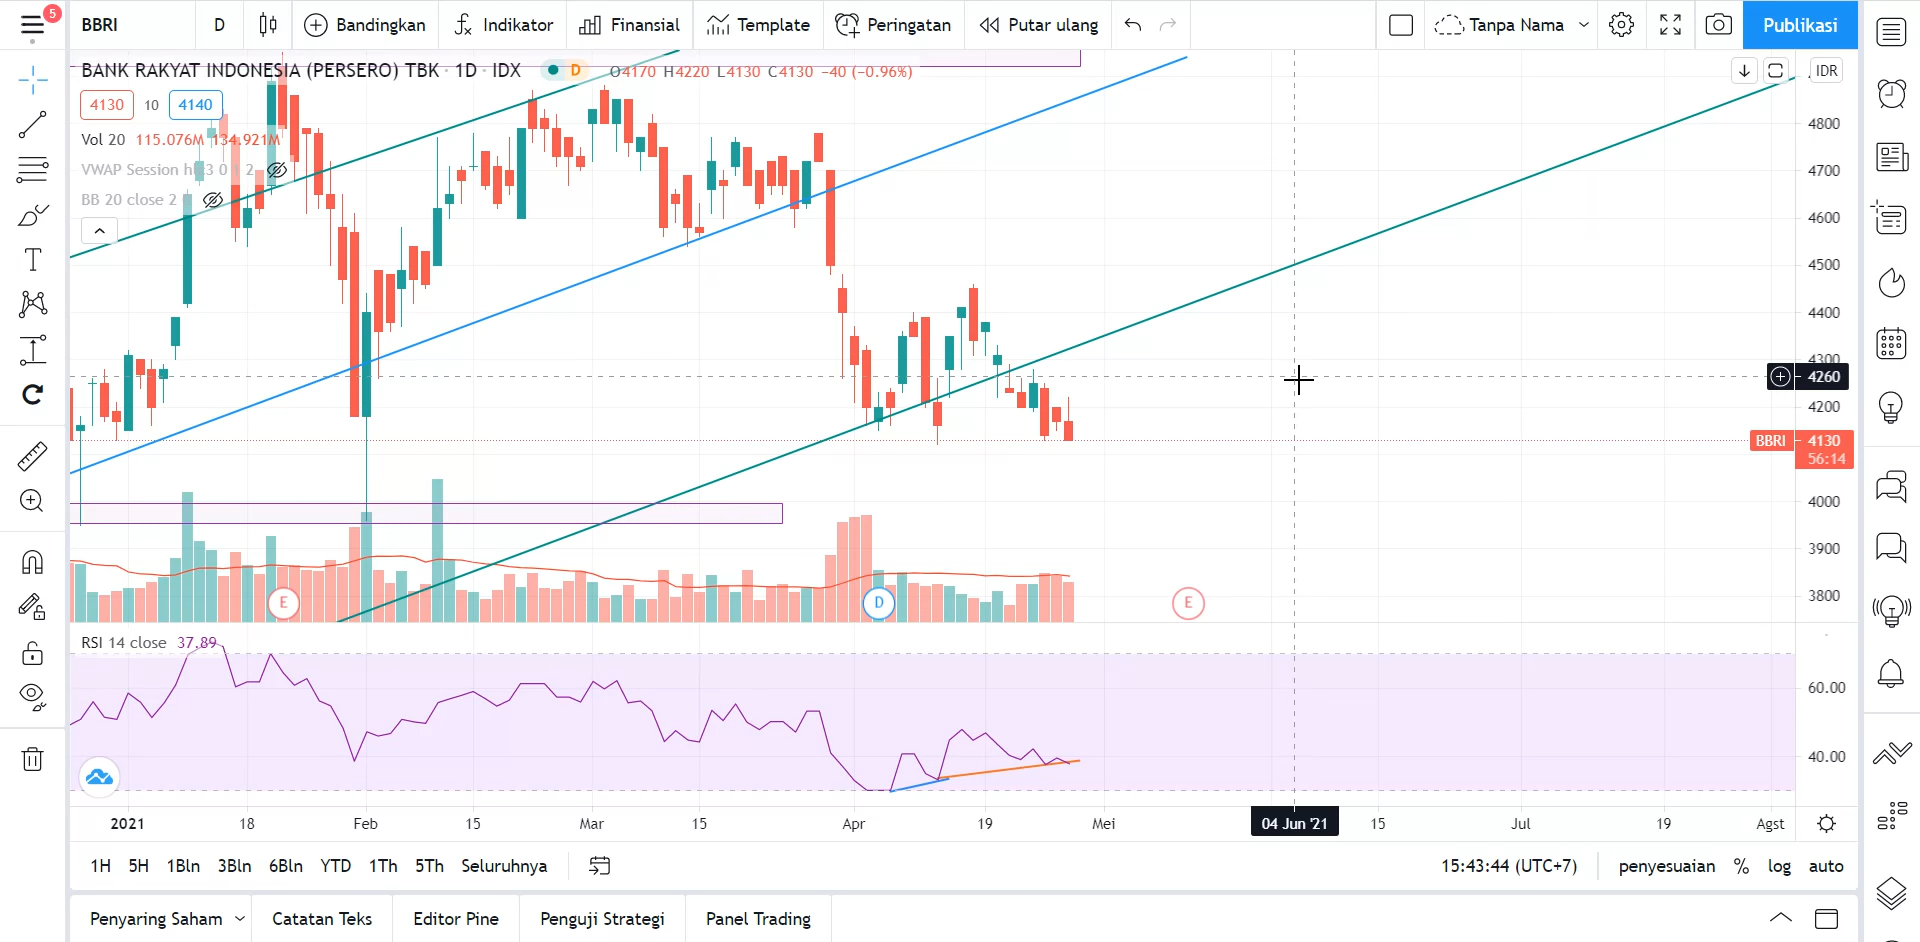 5
BBRI D Bandingkan Indikator Finansial Template Peringatan Putar ulang Tanpa Nama Publikasi
BANK RAKYAT INDONESIA (PERSERO) TBK · 1D · IDX D O4170 H4220 L4130 C4130 −40 (−0.96%) IDR
4130 10 4140
Vol 20 115.076M 134.921M
VWAP Session hlc3 0 1 2
BB 20 close 2
4800
4700
4600
4500
4400
4300
4260
4200
BBRI 4130
56:14
4000
3900
3800
E D E
RSI 14 close 37.89
60.00
40.00
2021 18 Feb 15 Mar 15 Apr 19 Mei 04 Jun '21 15 Jul 19 Agst
1H 5H 1Bln 3Bln 6Bln YTD 1Th 5Th Seluruhnya 15:43:44 (UTC+7) penyesuaian % log auto
Penyaring Saham Catatan Teks Editor Pine Penguji Strategi Panel Trading